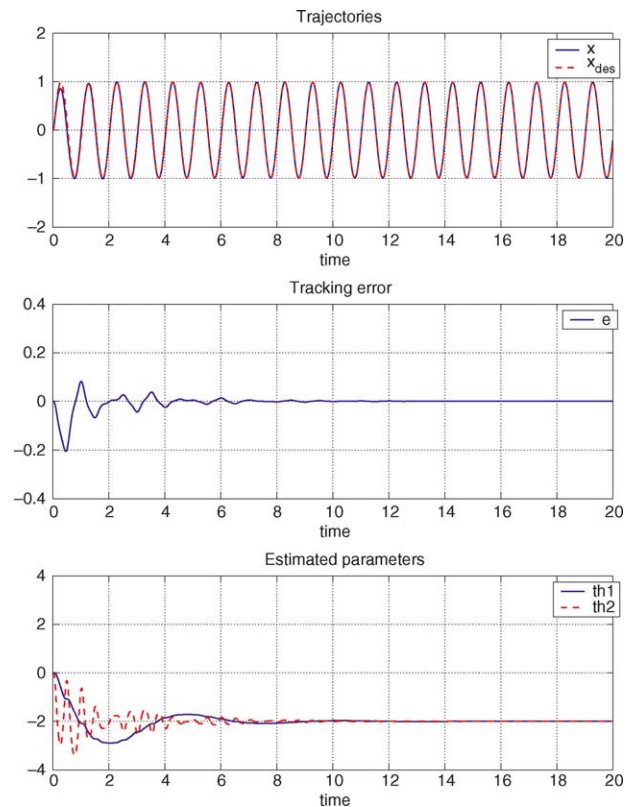 Trajectories
2
1
0
−1
−2
x
x_des
0 2 4 6 8 10 12 14 16 18 20
time
Tracking error
0.4
0.2
0
−0.2
−0.4
e
0 2 4 6 8 10 12 14 16 18 20
time
Estimated parameters
4
2
0
−2
−4
th1
th2
0 2 4 6 8 10 12 14 16 18 20
time